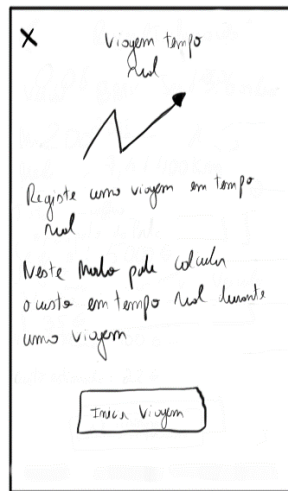 X
Viagem tempo
real
Registe uma viagem em tempo
real
Neste modo pode calcular
o custo em tempo real durante
uma viagem
Iniciar Viagem